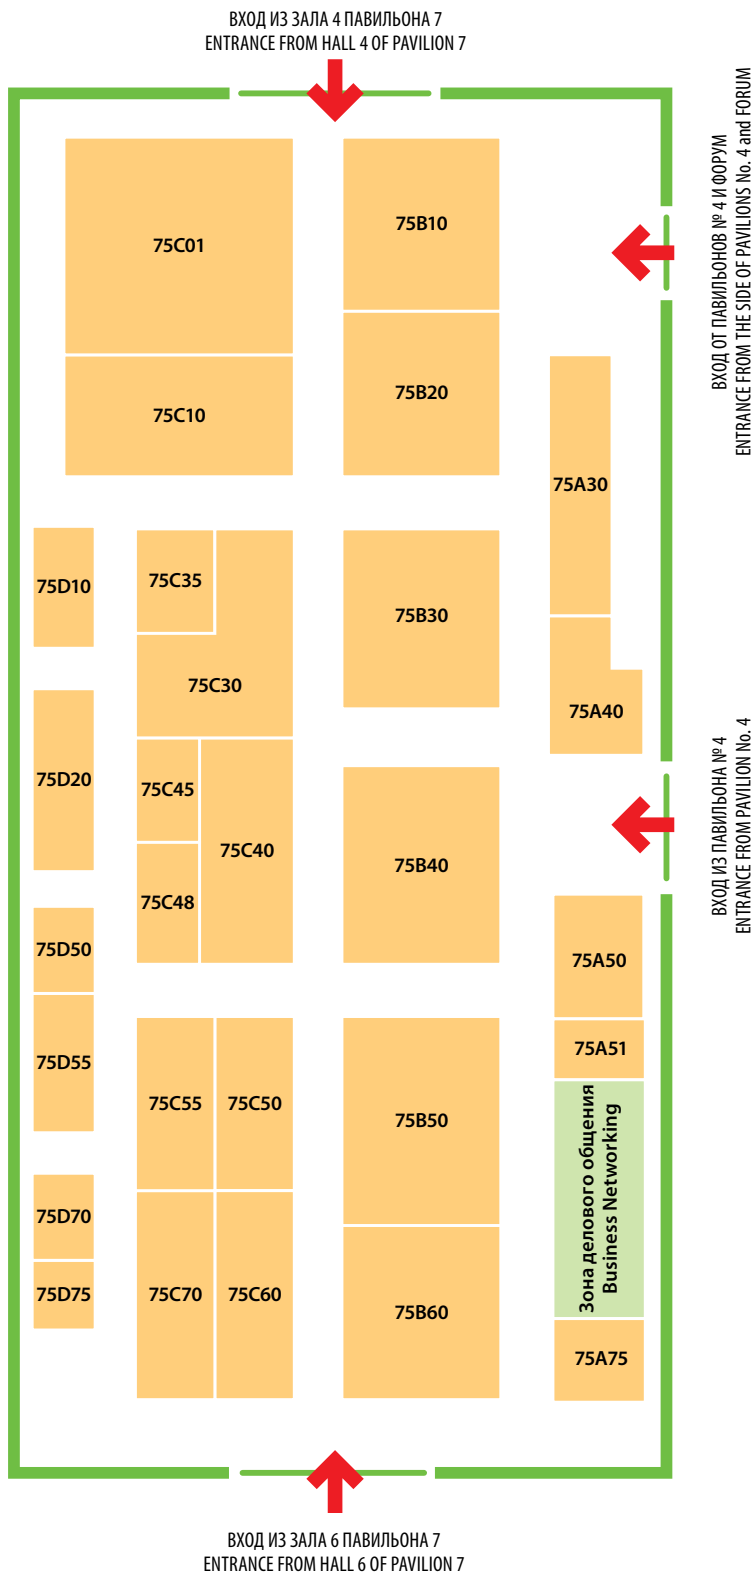 ВХОД ИЗ ЗАЛА 4 ПАВИЛЬОНА 7
ENTRANCE FROM HALL 4 OF PAVILION 7
ВХОД ОТ ПАВИЛЬОНОВ № 4 И ФОРУМ
ENTRANCE FROM THE SIDE OF PAVILIONS No. 4 and FORUM
75C01
75B10
75C10
75B20
75A30
75D10
75C35
75B30
75C30
75A40
75D20
75C45
75C40
75B40
75C48
ВХОД ИЗ ПАВИЛЬОНА № 4
ENTRANCE FROM PAVILION No. 4
75D50
75A50
75D55
75A51
75C55
75C50
75B50
Зона делового общения
Business Networking
75D70
75D75
75C70
75C60
75B60
75A75
ВХОД ИЗ ЗАЛА 6 ПАВИЛЬОНА 7
ENTRANCE FROM HALL 6 OF PAVILION 7